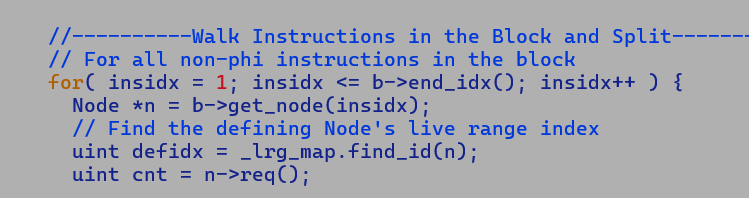 //----------Walk Instructions in the Block and Split-------
// For all non-phi instructions in the block
for( insidx = 1; insidx <= b->end_idx(); insidx++ ) {
Node *n = b->get_node(insidx);
// Find the defining Node's live range index
uint defidx = _lrg_map.find_id(n);
uint cnt = n->req();